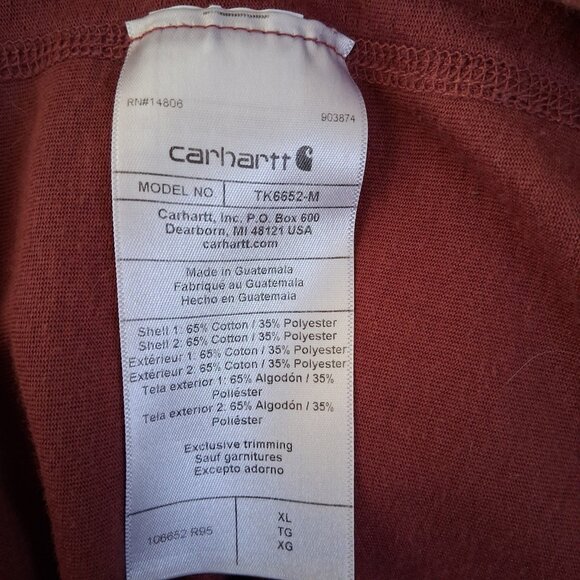 RN#14806
903874
carhartt
MODEL NO TK6652-M
Carhartt, Inc. P.O. Box 600
Dearborn, MI 48121 USA
carhartt.com
Made in Guatemala
Fabriqué au Guatemala
Hecho en Guatemala
Shell 1: 65% Cotton / 35% Polyester
Shell 2: 65% Cotton / 35% Polyester
Extérieur 1: 65% Coton / 35% Polyester
Extérieur 2: 65% Coton / 35% Polyester
Tela exterior 1: 65% Algodón / 35%
Poliéster
Tela exterior 2: 65% Algodón / 35%
Poliéster
Exclusive trimming
Sauf garnitures
Excepto adorno
106652 R95
XL
TG
XG